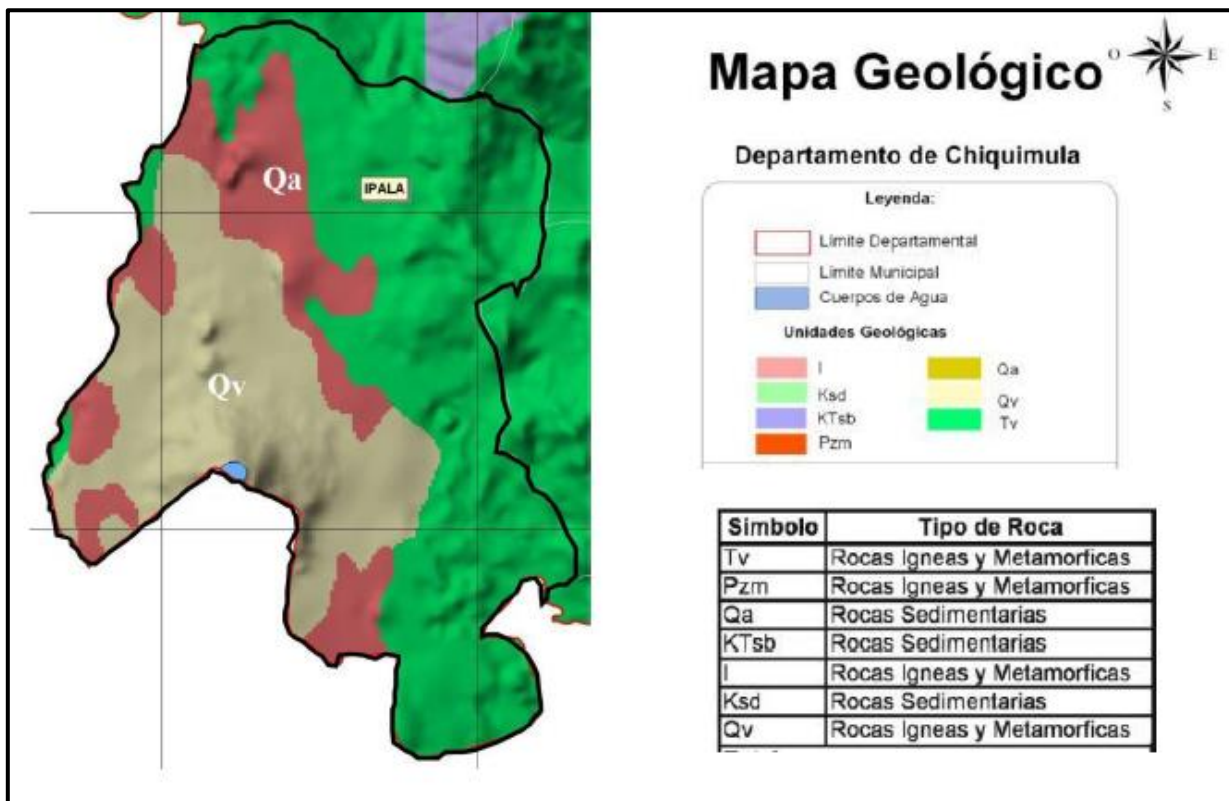 Qa
IPALA
Qv
Mapa Geológico
O
E
S
Departamento de Chiquimula
Leyenda:
Límite Departamental
Límite Municipal
Cuerpos de Agua
Unidades Geológicas
I
Ksd
KTsb
Pzm
Qa
Qv
Tv
Simbolo Tipo de Roca
Tv Rocas Igneas y Metamorficas
Pzm Rocas Igneas y Metamorficas
Qa Rocas Sedimentarias
KTsb Rocas Sedimentarias
I Rocas Igneas y Metamorficas
Ksd Rocas Sedimentarias
Qv Rocas Igneas y Metamorficas